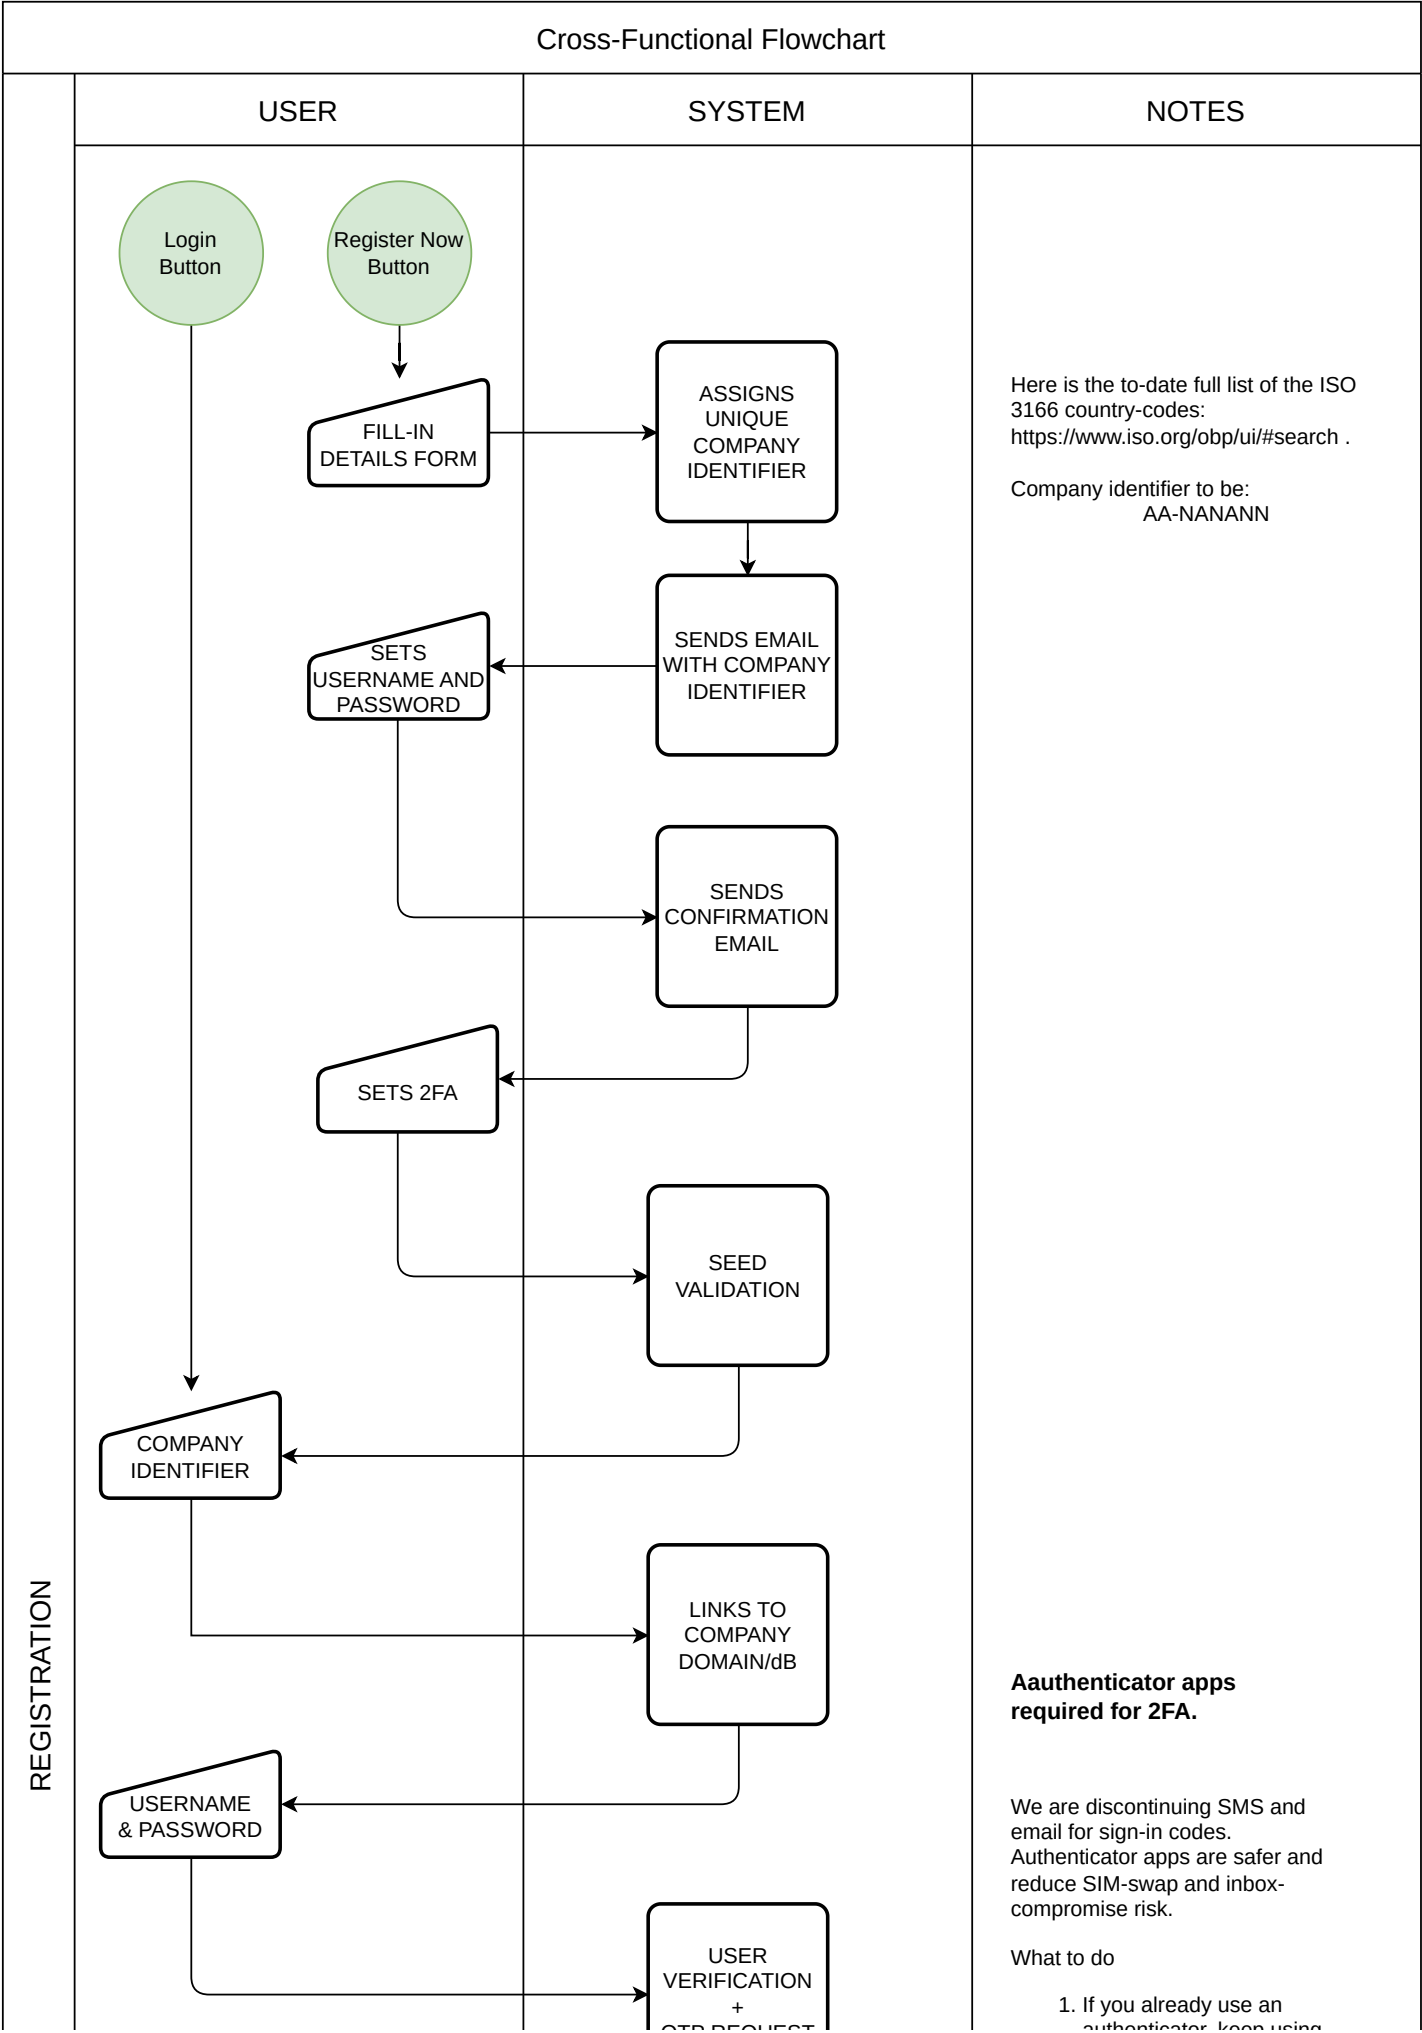 Cross-Functional Flowchart
USER
SYSTEM
NOTES
Login
Button
Register Now
Button
FILL-IN
DETAILS FORM
ASSIGNS
UNIQUE
COMPANY
IDENTIFIER
Here is the to-date full list of the ISO
3166 country-codes:
https://www.iso.org/obp/ui/#search .
Company identifier to be:
AA-NANANN
SETS
USERNAME AND
PASSWORD
SENDS EMAIL
WITH COMPANY
IDENTIFIER
SENDS
CONFIRMATION
EMAIL
SETS 2FA
SEED
VALIDATION
COMPANY
IDENTIFIER
LINKS TO
COMPANY
DOMAIN/dB
REGISTRATION
Aauthenticator apps
required for 2FA.
USERNAME
& PASSWORD
We are discontinuing SMS and
email for sign-in codes.
Authenticator apps are safer and
reduce SIM-swap and inbox-
compromise risk.
What to do
USER
VERIFICATION
+
OTP REQUEST
1. If you already use an
authenticator, keep using